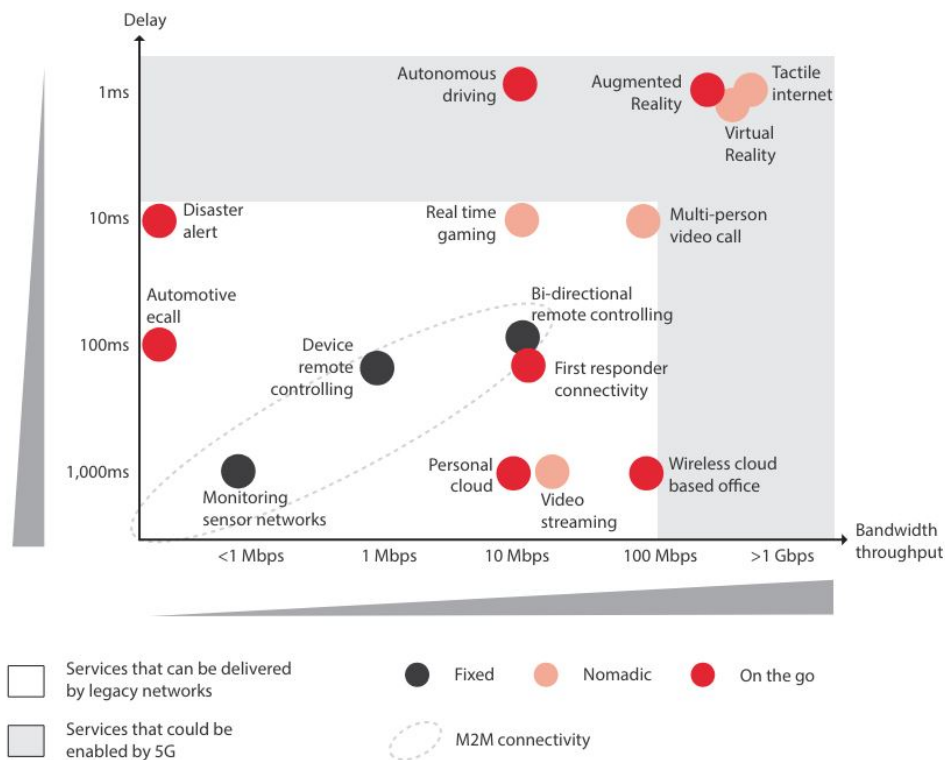 Delay
1ms
Autonomous
driving
Augmented
Reality
Tactile
internet
Virtual
Reality
10ms
Disaster
alert
Real time
gaming
Multi-person
video call
Automotive
ecall
Bi-directional
remote controlling
100ms
Device
remote
controlling
First responder
connectivity
1,000ms
Monitoring
sensor networks
Personal
cloud
Video
streaming
Wireless cloud
based office
Bandwidth
throughput
<1 Mbps
1 Mbps
10 Mbps
100 Mbps
>1 Gbps
Services that can be delivered
by legacy networks
Fixed
Nomadic
On the go
Services that could be
enabled by 5G
M2M connectivity